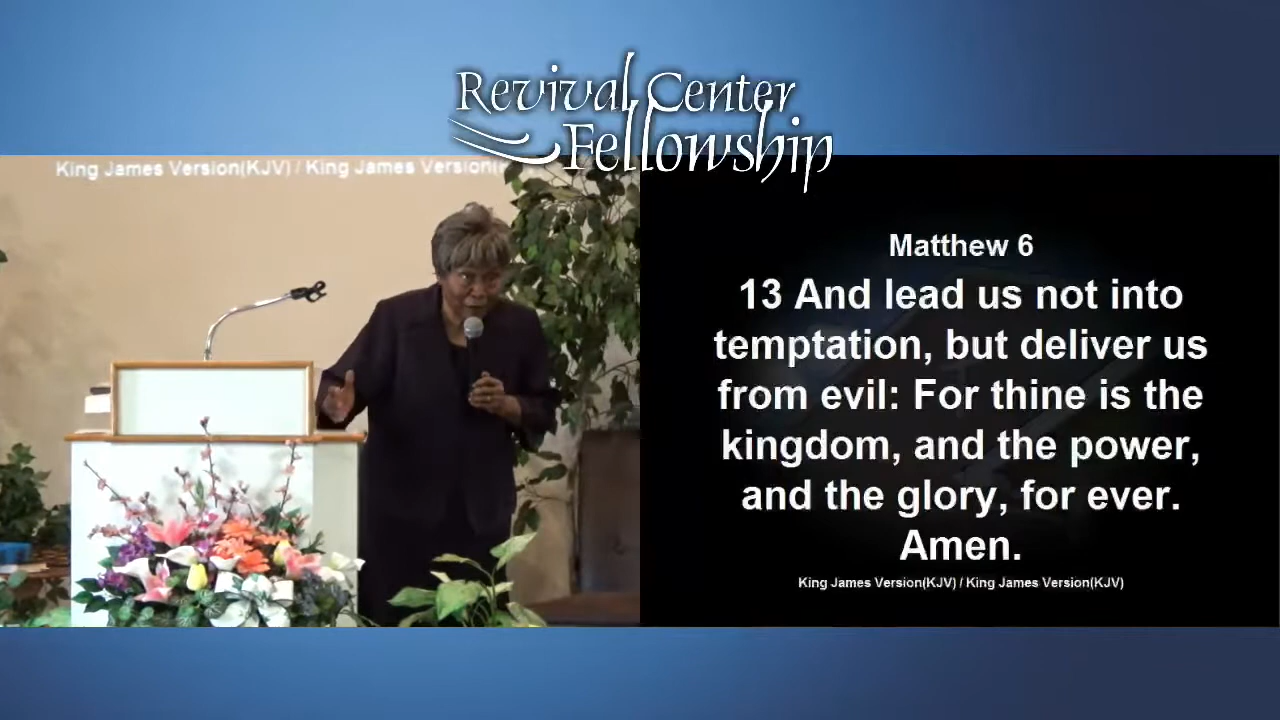 Revival Center
Fellowship
King James Version(KJV) / King James Version(
Matthew 6
13 And lead us not into
temptation, but deliver us
from evil: For thine is the
kingdom, and the power,
and the glory, for ever.
Amen.
King James Version(KJV) / King James Version(KJV)